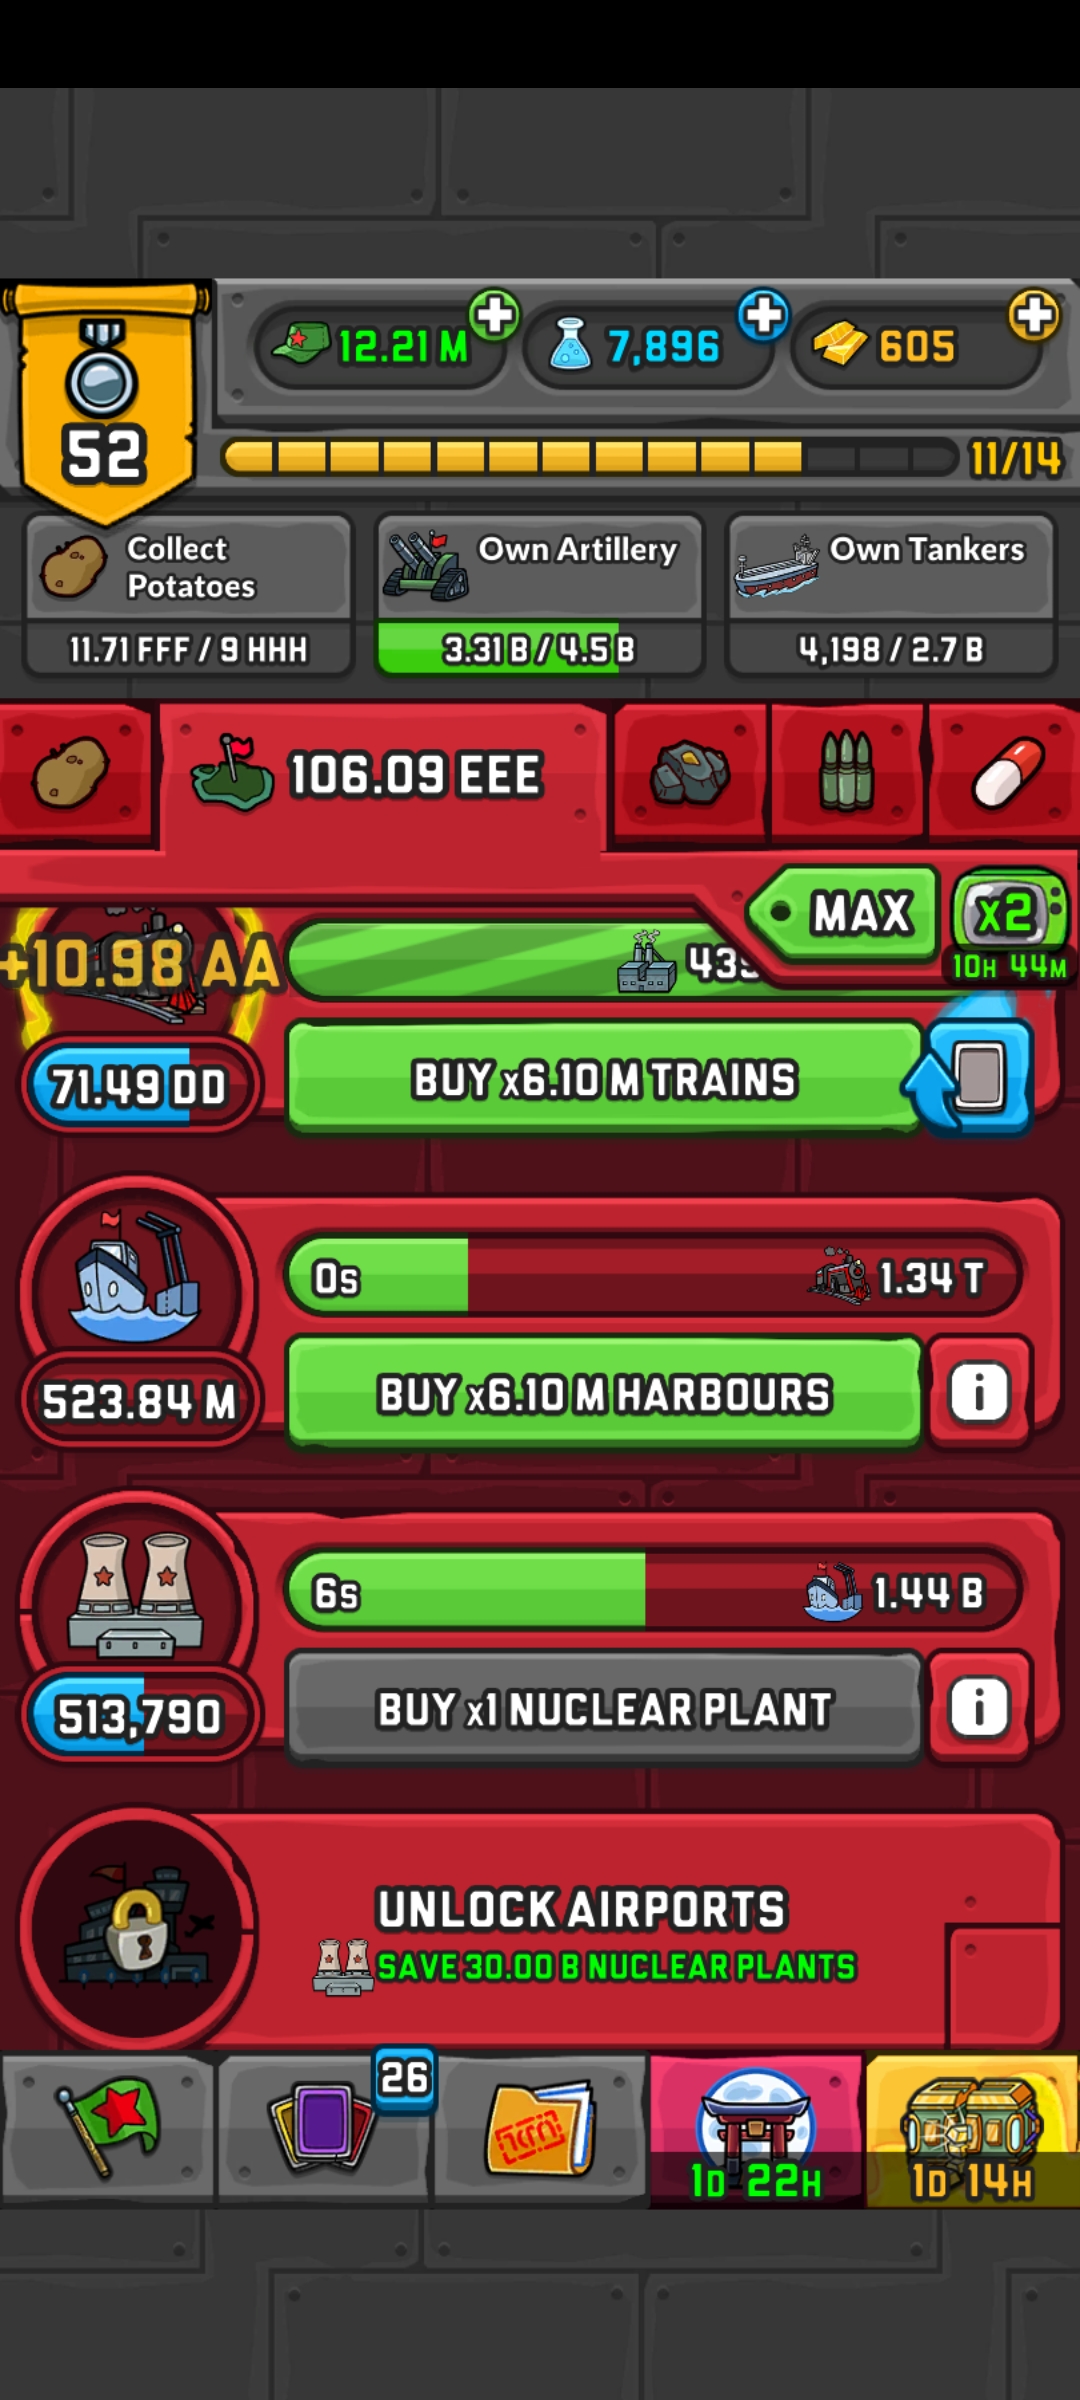 12.21 M
7,896
605
52
11/14
Collect
Potatoes
11.71 FFF / 9 HHH
Own Artillery
3.31 B / 4.5 B
Own Tankers
4,198 / 2.7 B
106.09 EEE
MAX
x2
10H 44M
+10.98 AA
71.49 DD
BUY x6.10 M TRAINS
0s
1.34 T
523.84 M
BUY x6.10 M HARBOURS
i
6s
1.44 B
513,790
BUY x1 NUCLEAR PLANT
i
UNLOCK AIRPORTS
SAVE 30.00 B NUCLEAR PLANTS
26
1D 22H
1D 14H